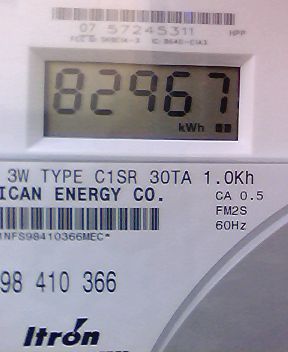 07 57245311
HPP
82967
kWh
3W TYPE C1SR 30TA 1.0Kh
ICAN ENERGY CO.
CA 0.5
FM2S
60Hz
98 410 366
Itron